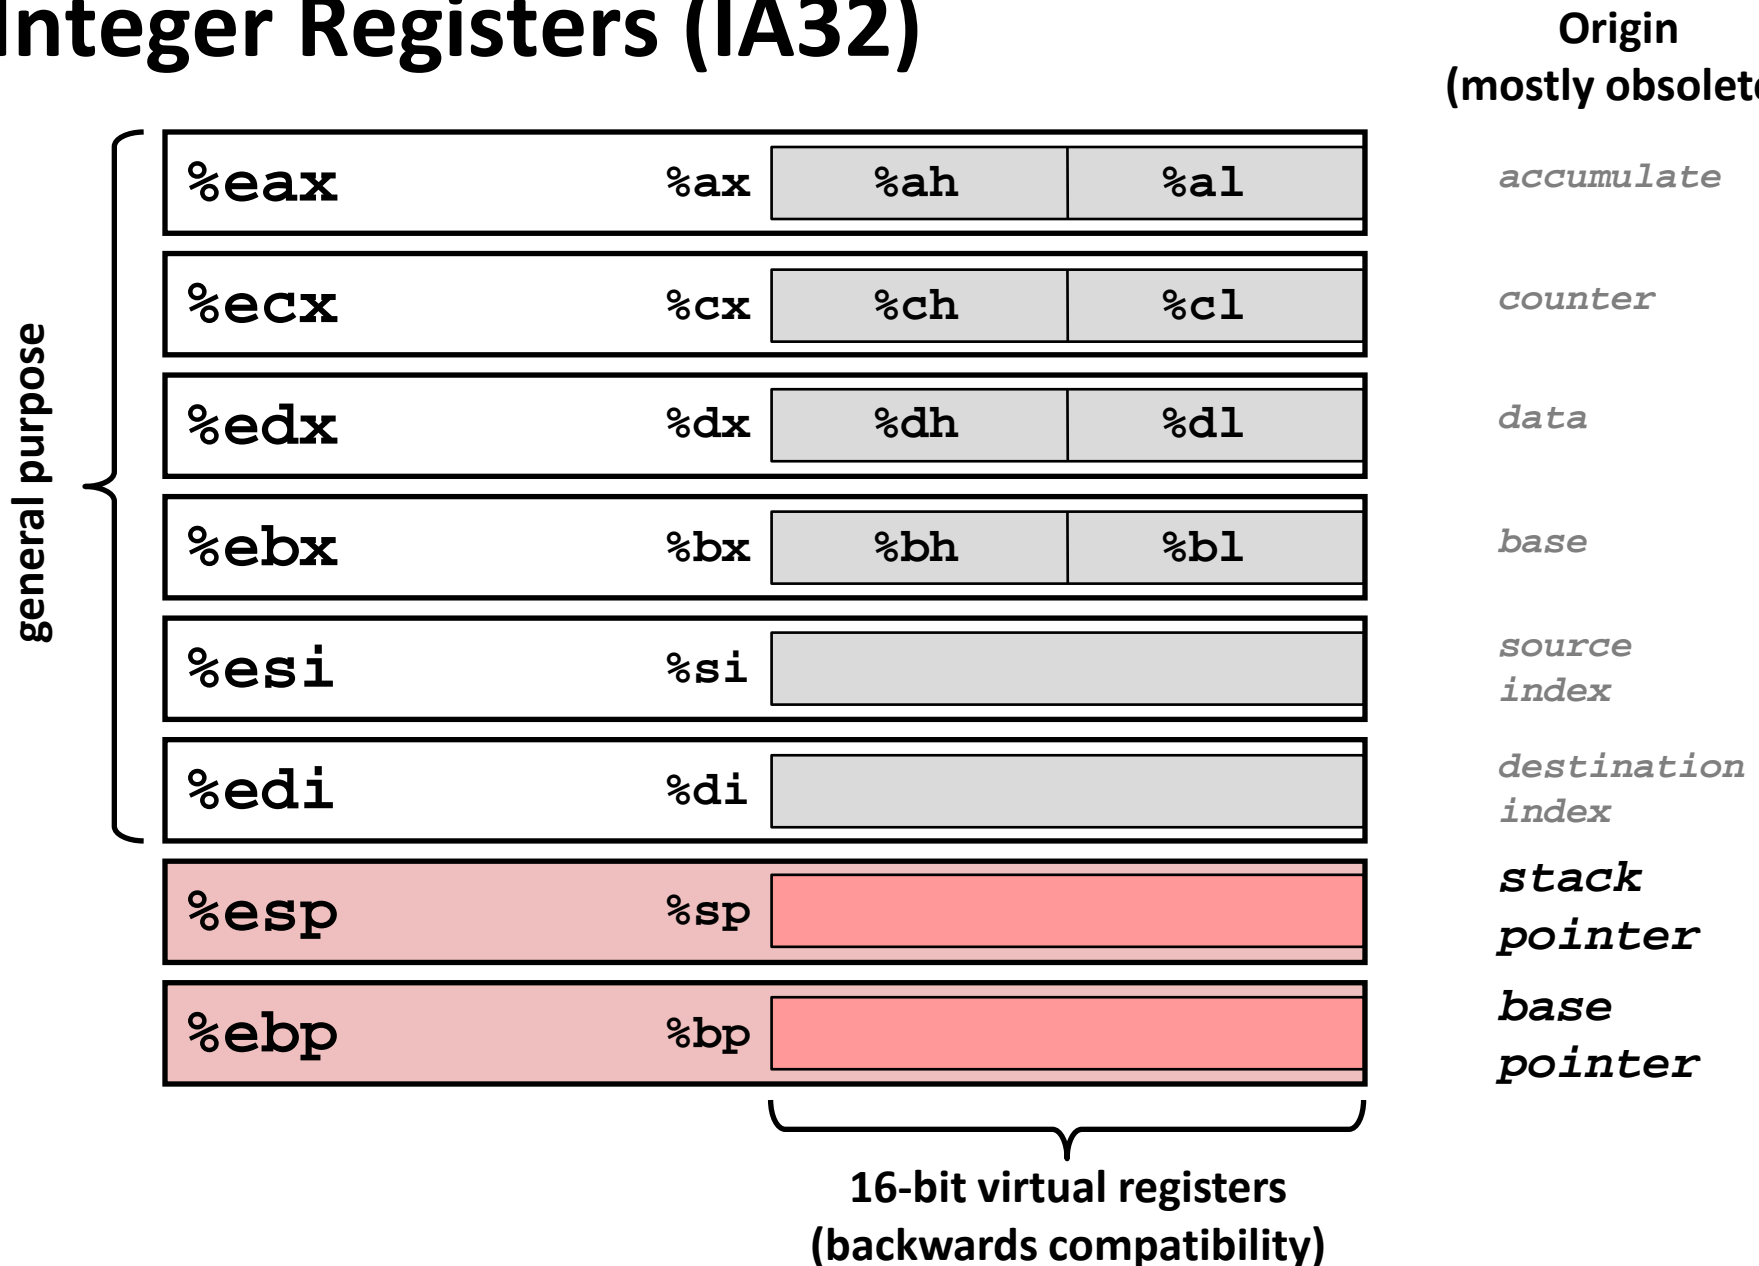 Integer Registers (IA32)
Origin
(mostly obsolete
general purpose
%eax %ax %ah %al accumulate
%ecx %cx %ch %cl counter
%edx %dx %dh %dl data
%ebx %bx %bh %bl base
%esi %si source
index
%edi %di destination
index
%esp %sp stack
pointer
%ebp %bp base
pointer
16-bit virtual registers
(backwards compatibility)